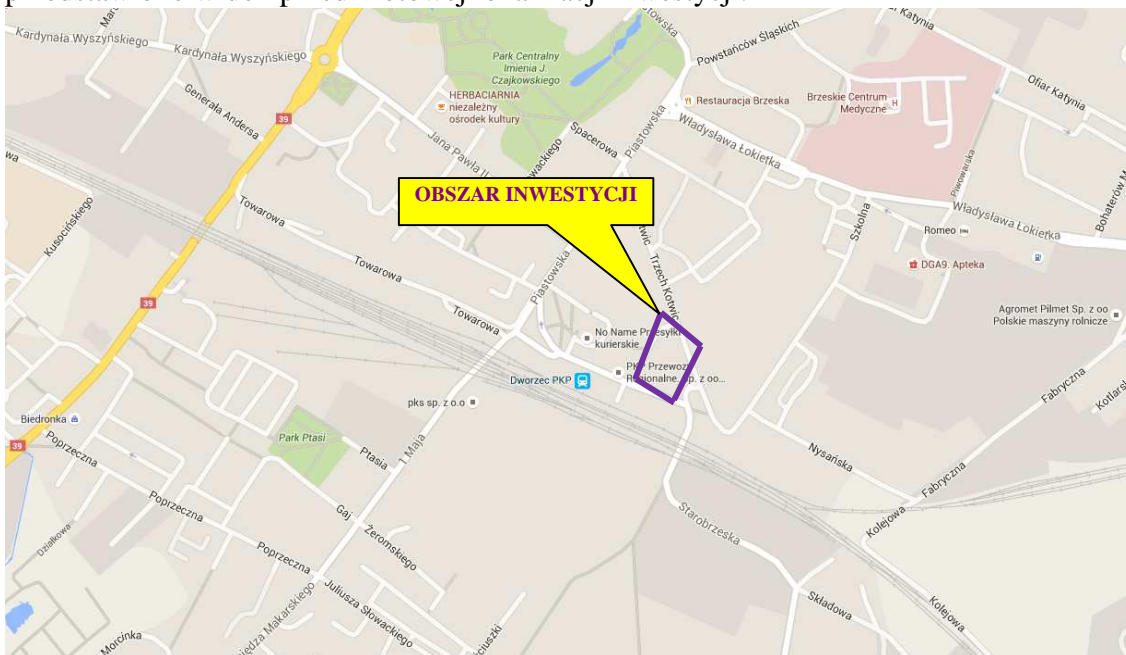 Kardynała Wyszyńskiego
Kardynała Wyszyńskiego
Park Centralny
Imienia J.
Czajkowskiego
Powstańców Śląskich
Ofiar Katynia
Ofiar Katynia
HERBACIARNIA
niezależny
ośrodek kultury
Restauracja Brzeska
Brzeskie Centrum
Medyczne
Generała Andersa
39
Jana Pawła II
Spacerowa
Piastowska
Władysława Łokietka
Piwowarska
OBSZAR INWESTYCJI
Kusocińskiego
Towarowa
Szkolna
Władysława Łokietka
Romeo
DGA9. Apteka
Trzech Kotwic
Piastowska
Towarowa
39
Towarowa
No Name Przesyłki
kurierskie
Agromet Pilmet Sp. z oo
Polskie maszyny rolnicze
Dworzec PKP
Fabryczna
pks sp. z o.o
Biedronka
39
Poprzeczna
Park Ptasi
Ptasia
1 Maja
Nysańska
Fabryczna
Poprzeczna
Gaj
Żeromskiego
Starobrzeska
Kolejowa
Działkowa
Poprzeczna
Juliusza Słowackiego
Składowa
Kolejowa
Morcinka